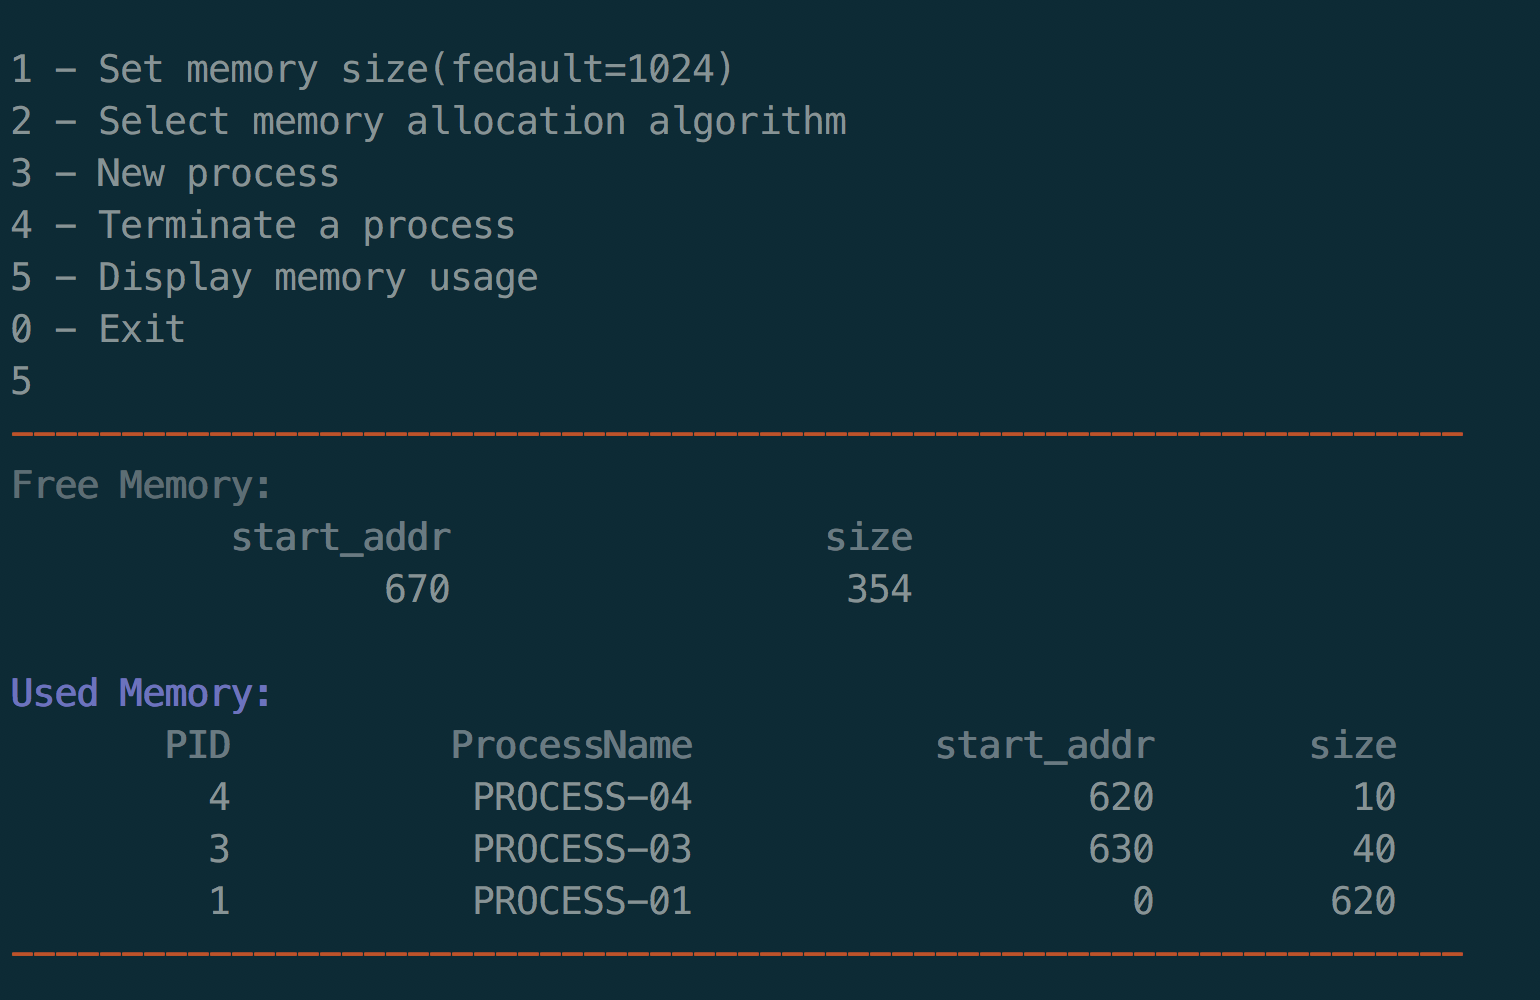 1 – Set memory size(fedault=1024)
2 – Select memory allocation algorithm
3 – New process
4 – Terminate a process
5 – Display memory usage
0 – Exit
5
------------------------------------------------------------------
Free Memory:
start_addr size
670 354
Used Memory:
PID ProcessName start_addr size
4 PROCESS–04 620 10
3 PROCESS–03 630 40
1 PROCESS–01 0 620
------------------------------------------------------------------